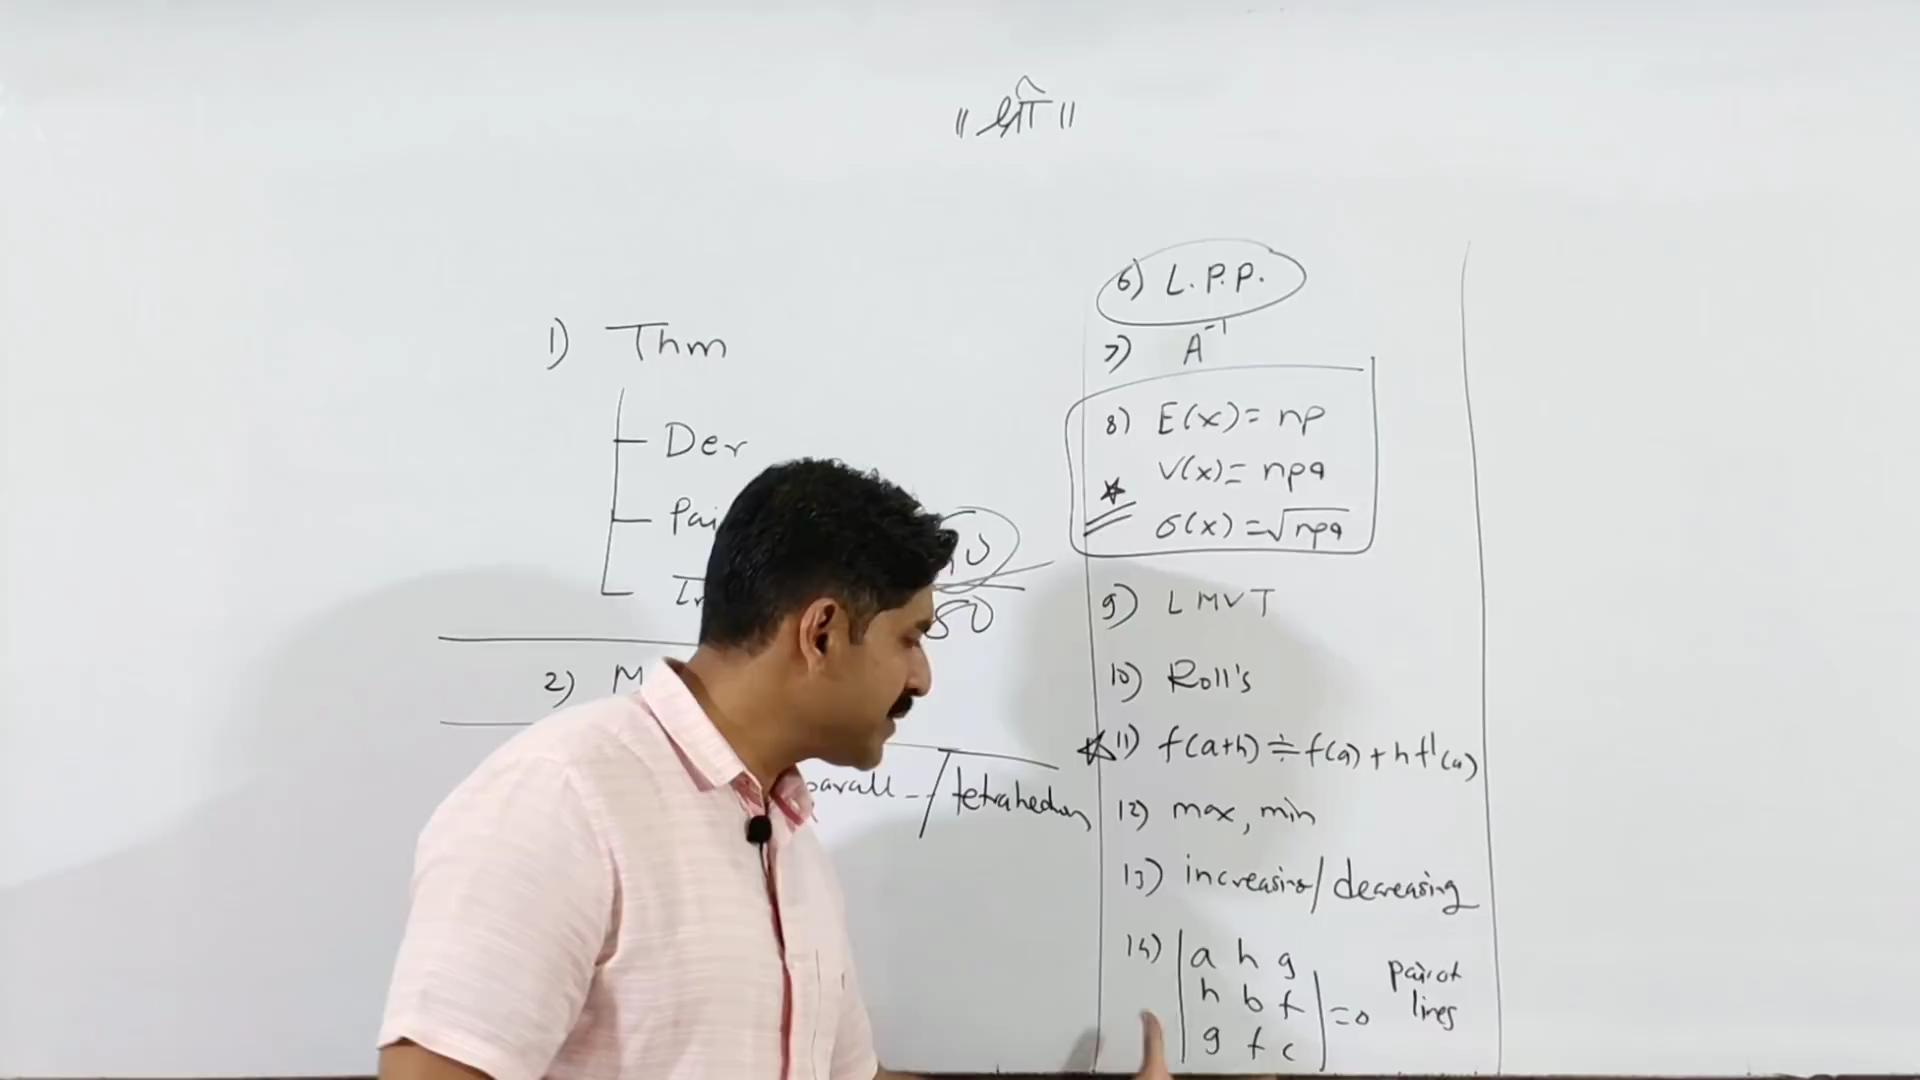 ॥ श्री ॥
1) Thm
Der
2) M
80
parall - / tetrahedron
6) L.P.P.
7) A⁻¹
8) E(x) = np
V(x) = npq
σ(x) = √npq
9) LMVT
10) Roll's
11) f(a+h) ≑ f(a) + h f'(a)
12) max, min
13) increasing/decreasing
14) | a h g
h b f
g f c | = 0
pair of
lines